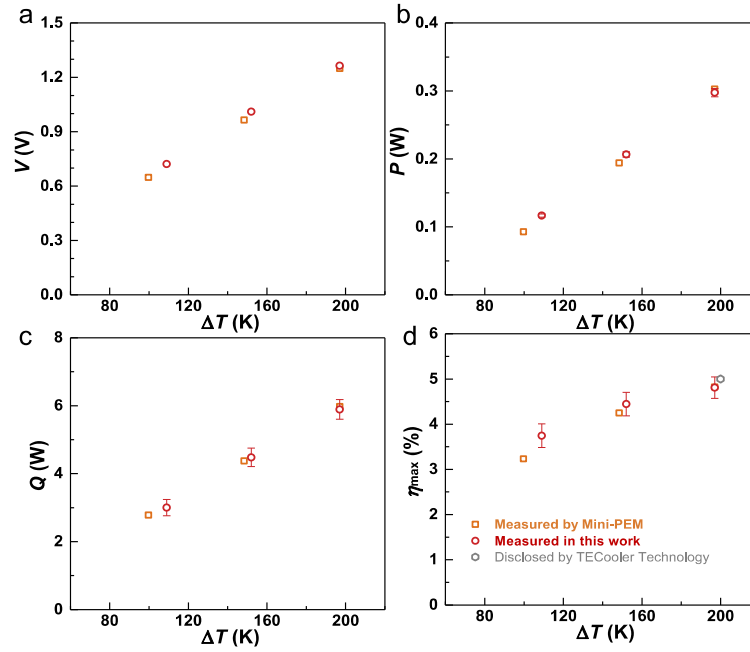 a
1.5
1.2
0.9
0.6
0.3
0.0
V (V)
80 120 160 200
ΔT (K)
b
0.4
0.3
0.2
0.1
0.0
P (W)
80 120 160 200
ΔT (K)
c
8
6
4
2
0
Q (W)
80 120 160 200
ΔT (K)
d
6
5
4
3
2
1
0
ηmax (%)
Measured by Mini-PEM
Measured in this work
Disclosed by TECooler Technology
80 120 160 200
ΔT (K)